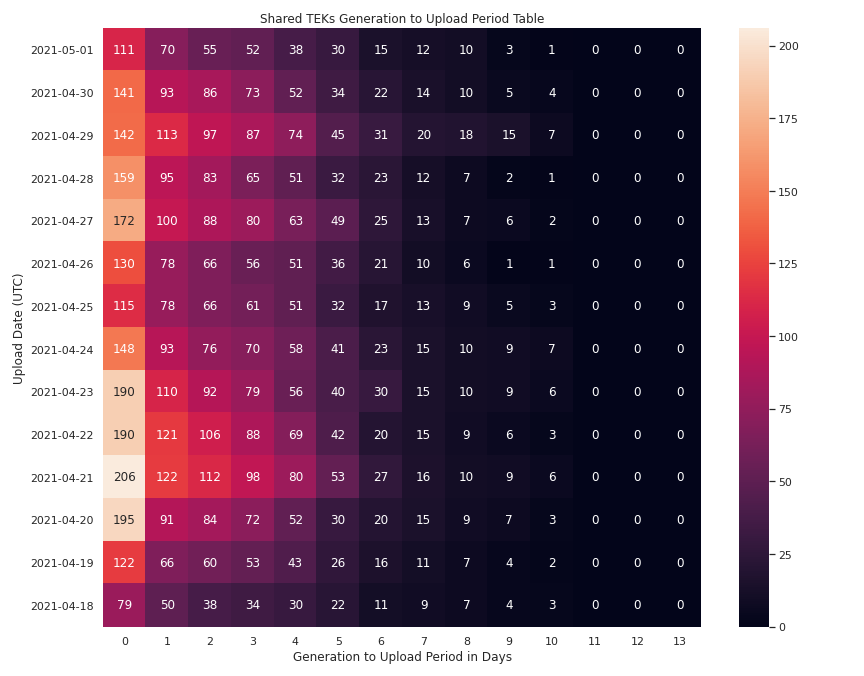 Shared TEKs Generation to Upload Period Table
Upload Date (UTC)
2021-05-01 111 70 55 52 38 30 15 12 10 3 1 0 0 0
2021-04-30 141 93 86 73 52 34 22 14 10 5 4 0 0 0
2021-04-29 142 113 97 87 74 45 31 20 18 15 7 0 0 0
2021-04-28 159 95 83 65 51 32 23 12 7 2 1 0 0 0
2021-04-27 172 100 88 80 63 49 25 13 7 6 2 0 0 0
2021-04-26 130 78 66 56 51 36 21 10 6 1 1 0 0 0
2021-04-25 115 78 66 61 51 32 17 13 9 5 3 0 0 0
2021-04-24 148 93 76 70 58 41 23 15 10 9 7 0 0 0
2021-04-23 190 110 92 79 56 40 30 15 10 9 6 0 0 0
2021-04-22 190 121 106 88 69 42 20 15 9 6 3 0 0 0
2021-04-21 206 122 112 98 80 53 27 16 10 9 6 0 0 0
2021-04-20 195 91 84 72 52 30 20 15 9 7 3 0 0 0
2021-04-19 122 66 60 53 43 26 16 11 7 4 2 0 0 0
2021-04-18 79 50 38 34 30 22 11 9 7 4 3 0 0 0
0 1 2 3 4 5 6 7 8 9 10 11 12 13
Generation to Upload Period in Days
200
175
150
125
100
75
50
25
0